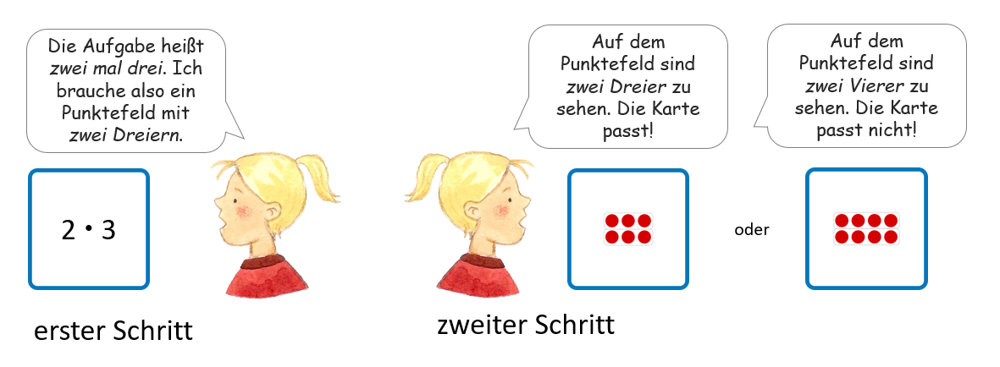 Die Aufgabe heißt
zwei mal drei. Ich
brauche also ein
Punktefeld mit
zwei Dreiern.
2 · 3
erster Schritt
Auf dem
Punktefeld sind
zwei Dreier zu
sehen. Die Karte
passt!
oder
Auf dem
Punktefeld sind
zwei Vierer zu
sehen. Die Karte
passt nicht!
zweiter Schritt